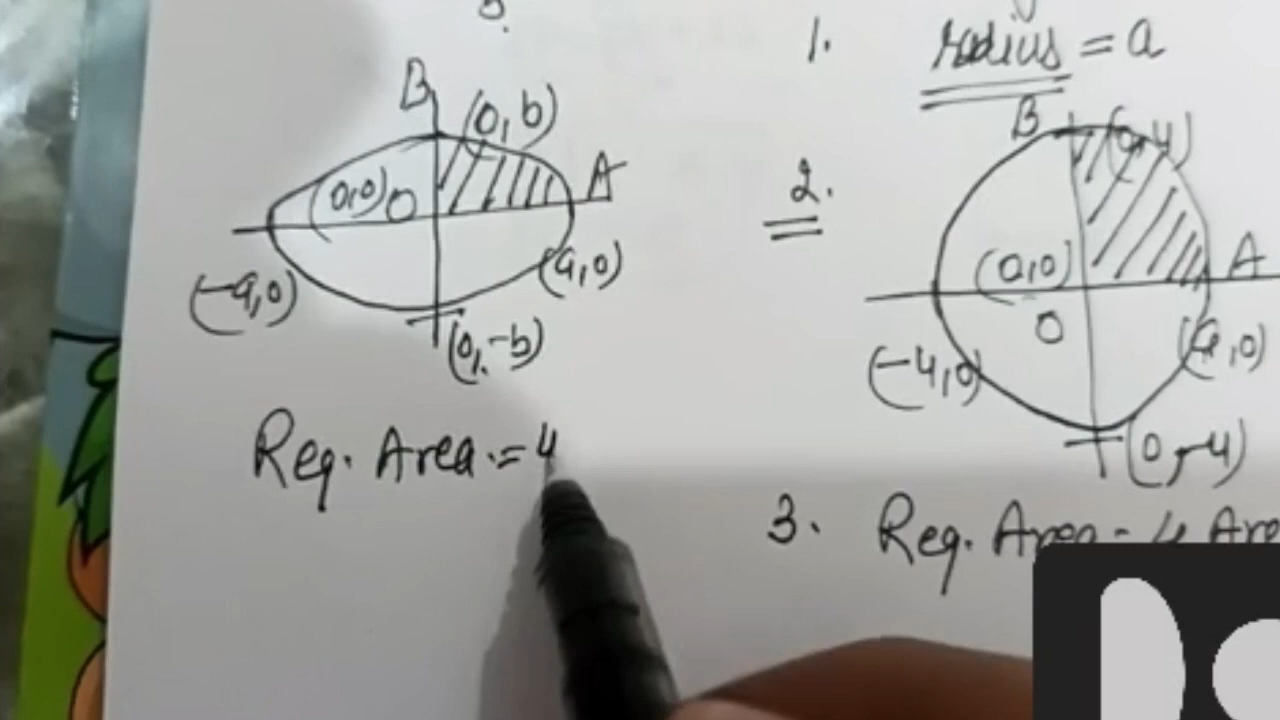 B
(0, b)
(0,0) O
A
(-a,0)
(a,0)
(0,-b)
Req. Area.= 4
1. radius = a
2.
B
A
(0,0)
O
(-4,0)
(0,-4)
3. Req. Area = 4 Are